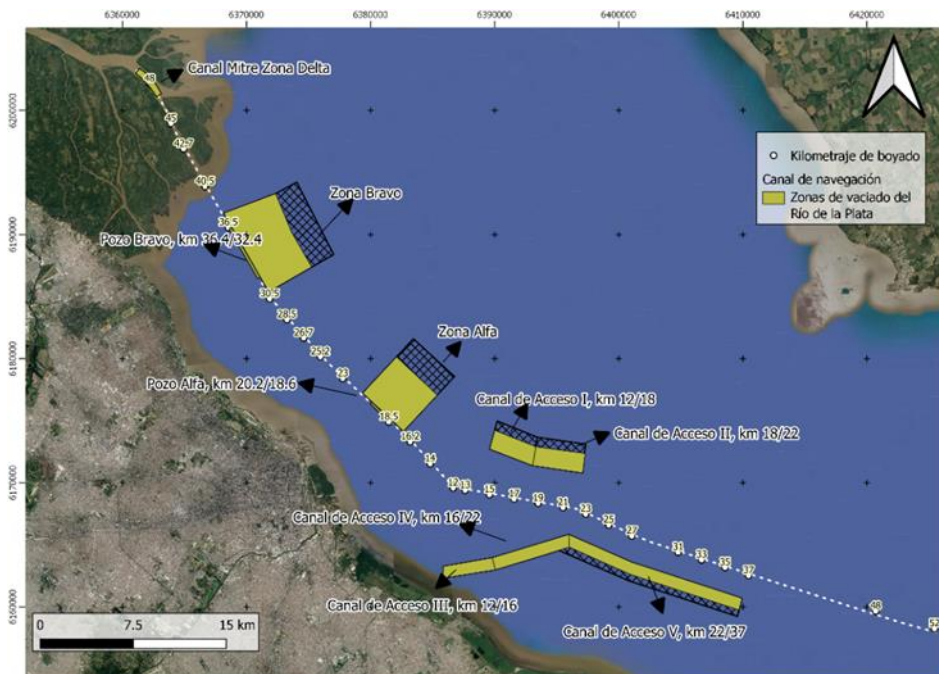 6360000 6370000 6380000 6390000 6400000 6410000 6420000
Canal Mitre Zona Delta
48
6200000
45
42.7
40.5
Kilometraje de boyado
Canal de navegación
Zonas de vaciado del
Río de la Plata
Zona Bravo
36.5
6190000
Pozo Bravo, km 36.4/32.4
30.5
28.5
26.7
25.2
Zona Alfa
6180000
23
Pozo Alfa, km 20.2/18.6
18.5
Canal de Acceso I, km 12/18
16.2
Canal de Acceso II, km 18/22
14
6170000
12 13 15 17 19 21 23 25 27 31 33 35 37 48 52
Canal de Acceso IV, km 16/22
Canal de Acceso III, km 12/16
6160000
Canal de Acceso V, km 22/37
0 7.5 15 km